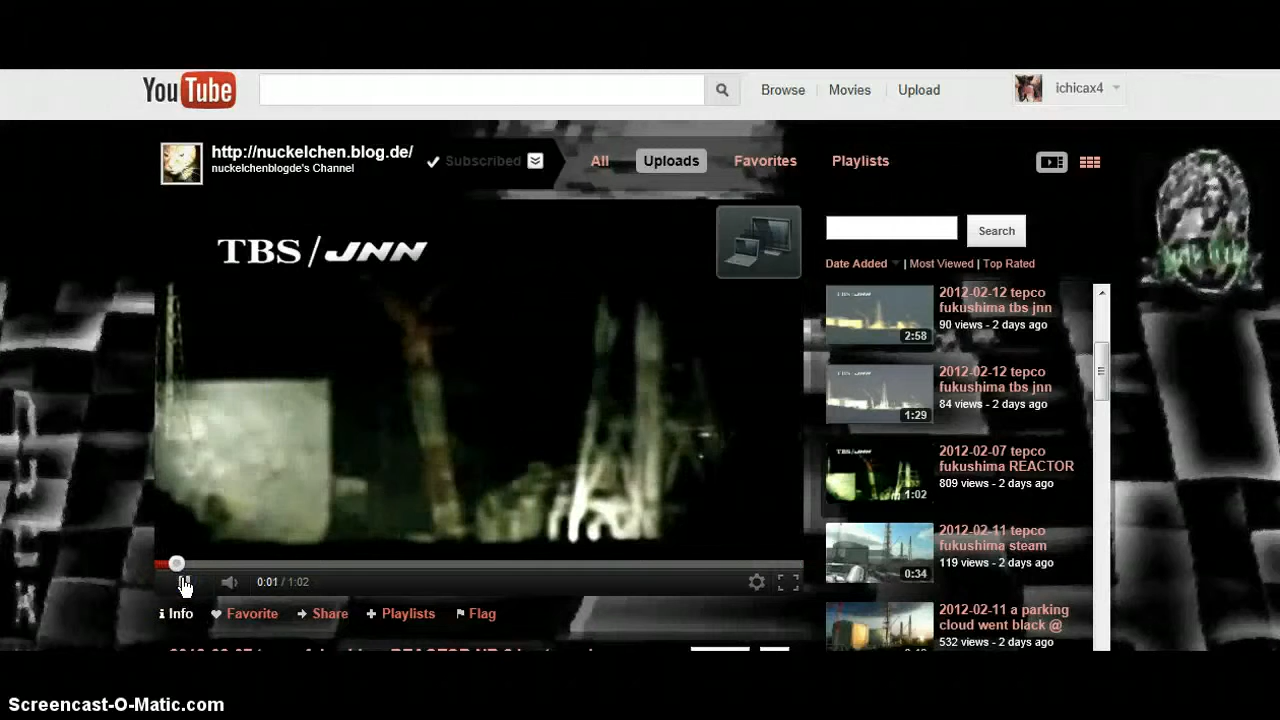 YouTube
Browse
Movies
Upload
ichicax4
http://nuckelchen.blog.de/
nuckelchenblogde's Channel
Subscribed
All
Uploads
Favorites
Playlists
TBS/JNN
Search
Date Added | Most Viewed | Top Rated
2012-02-12 tepco
fukushima tbs jnn
90 views - 2 days ago
2:58
2012-02-12 tepco
fukushima tbs jnn
84 views - 2 days ago
1:29
2012-02-07 tepco
fukushima REACTOR
809 views - 2 days ago
1:02
2012-02-11 tepco
fukushima steam
119 views - 2 days ago
0:34
2012-02-11 a parking
cloud went black @
532 views - 2 days ago
0:01 / 1:02
Info
Favorite
Share
Playlists
Flag
Screencast-O-Matic.com